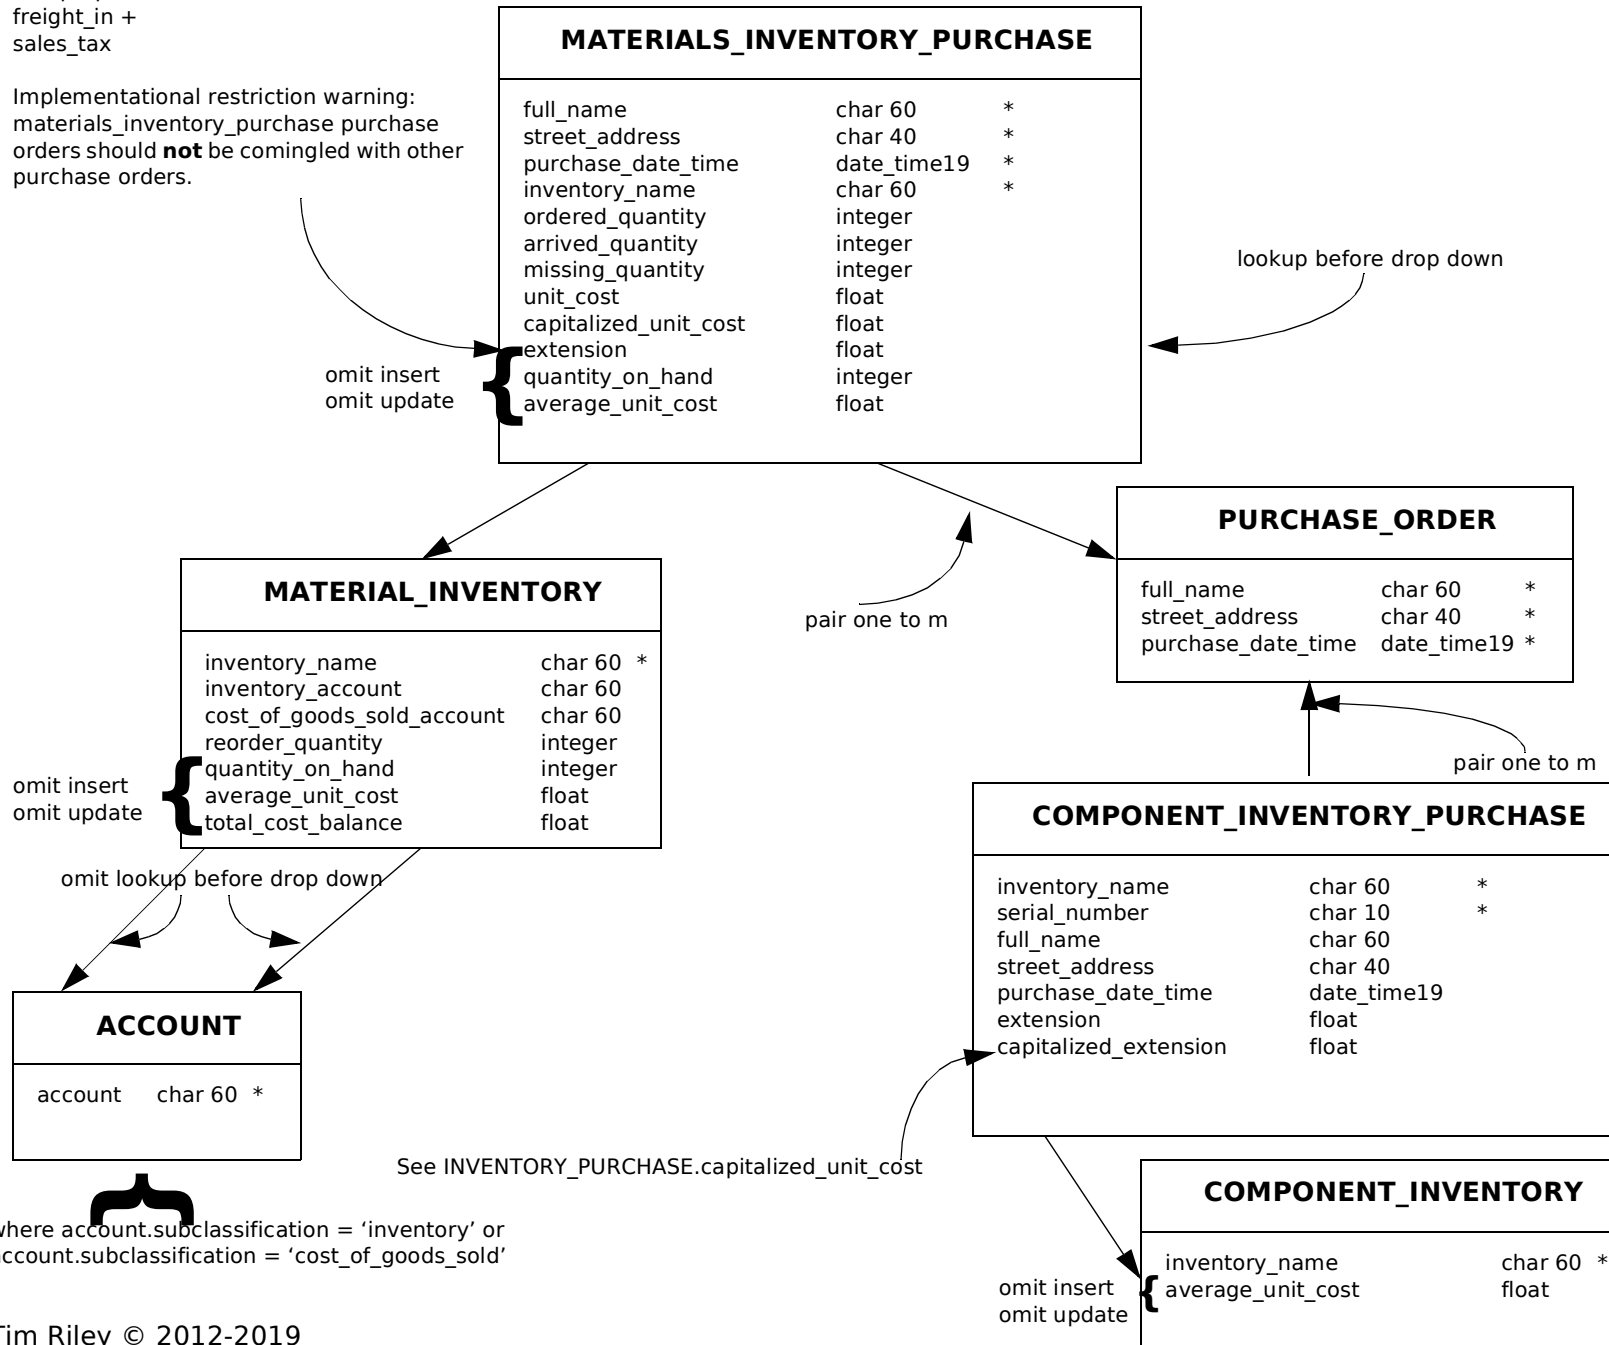 freight_in +
sales_tax
Implementational restriction warning:
materials_inventory_purchase purchase
orders should not be comingled with other
purchase orders.
MATERIALS_INVENTORY_PURCHASE
full_name char 60 *
street_address char 40 *
purchase_date_time date_time19 *
inventory_name char 60 *
ordered_quantity integer
arrived_quantity integer
missing_quantity integer
unit_cost float
capitalized_unit_cost float
extension float
quantity_on_hand integer
average_unit_cost float
lookup before drop down
omit insert
omit update
PURCHASE_ORDER
full_name char 60 *
street_address char 40 *
purchase_date_time date_time19 *
pair one to m
MATERIAL_INVENTORY
inventory_name char 60 *
inventory_account char 60
cost_of_goods_sold_account char 60
reorder_quantity integer
quantity_on_hand integer
average_unit_cost float
total_cost_balance float
omit insert
omit update
pair one to m
omit lookup before drop down
COMPONENT_INVENTORY_PURCHASE
inventory_name char 60 *
serial_number char 10 *
full_name char 60
street_address char 40
purchase_date_time date_time19
extension float
capitalized_extension float
ACCOUNT
account char 60 *
See INVENTORY_PURCHASE.capitalized_unit_cost
where account.subclassification = ‘inventory’ or
account.subclassification = ‘cost_of_goods_sold’
COMPONENT_INVENTORY
inventory_name char 60 *
average_unit_cost float
omit insert
omit update
Tim Riley © 2012-2019